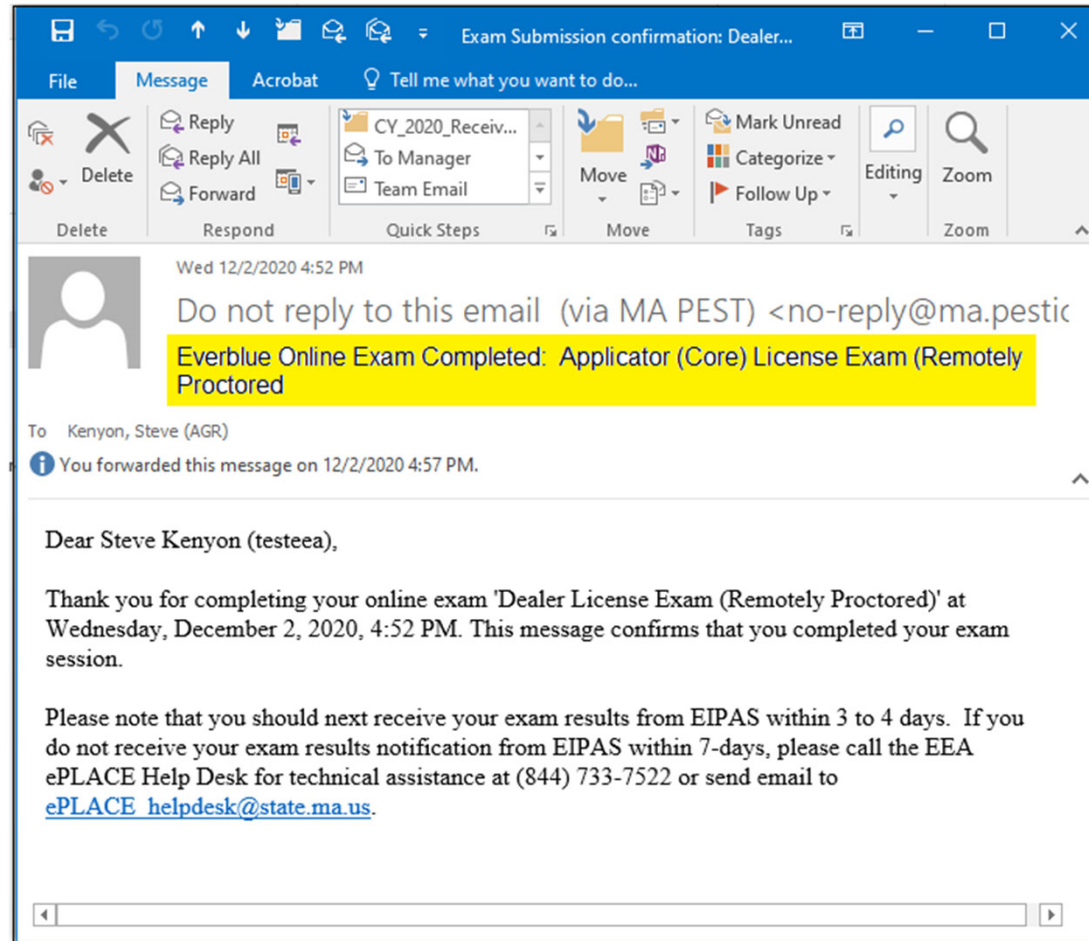 Exam Submission confirmation: Dealer...
File Message Acrobat Tell me what you want to do...
Delete
Reply
Reply All
Forward
CY_2020_Receiv...
To Manager
Team Email
Move
Mark Unread
Categorize
Follow Up
Editing
Zoom
Delete Respond Quick Steps Move Tags Zoom
Wed 12/2/2020 4:52 PM
Do not reply to this email (via MA PEST) <no-reply@ma.pestic
Everblue Online Exam Completed: Applicator (Core) License Exam (Remotely
Proctored
To Kenyon, Steve (AGR)
You forwarded this message on 12/2/2020 4:57 PM.
Dear Steve Kenyon (testeea),
Thank you for completing your online exam 'Dealer License Exam (Remotely Proctored)' at
Wednesday, December 2, 2020, 4:52 PM. This message confirms that you completed your exam
session.
Please note that you should next receive your exam results from EIPAS within 3 to 4 days. If you
do not receive your exam results notification from EIPAS within 7-days, please call the EEA
ePLACE Help Desk for technical assistance at (844) 733-7522 or send email to
ePLACE_helpdesk@state.ma.us.